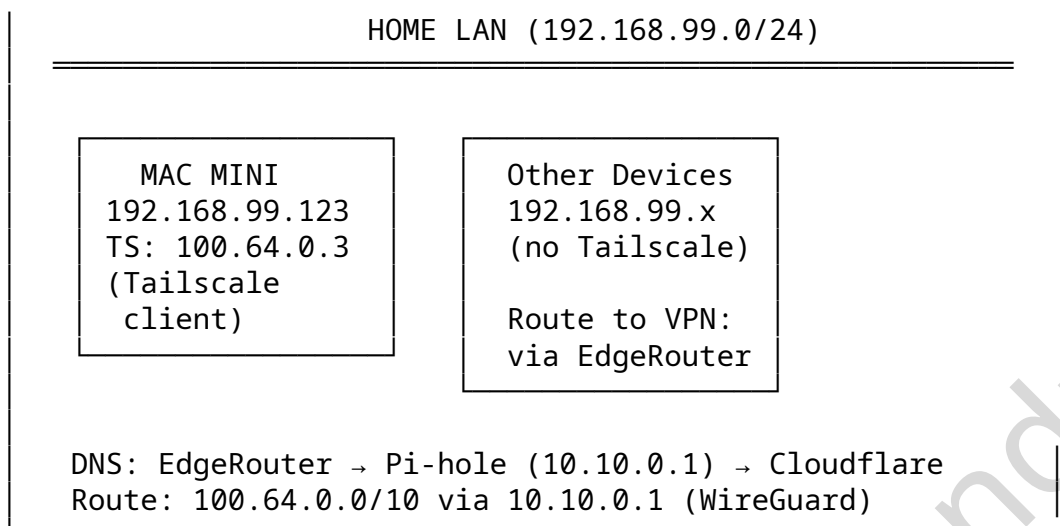 HOME LAN (192.168.99.0/24)
MAC MINI
192.168.99.123
TS: 100.64.0.3
(Tailscale
client)
Other Devices
192.168.99.x
(no Tailscale)
Route to VPN:
via EdgeRouter
DNS: EdgeRouter → Pi-hole (10.10.0.1) → Cloudflare
Route: 100.64.0.0/10 via 10.10.0.1 (WireGuard)